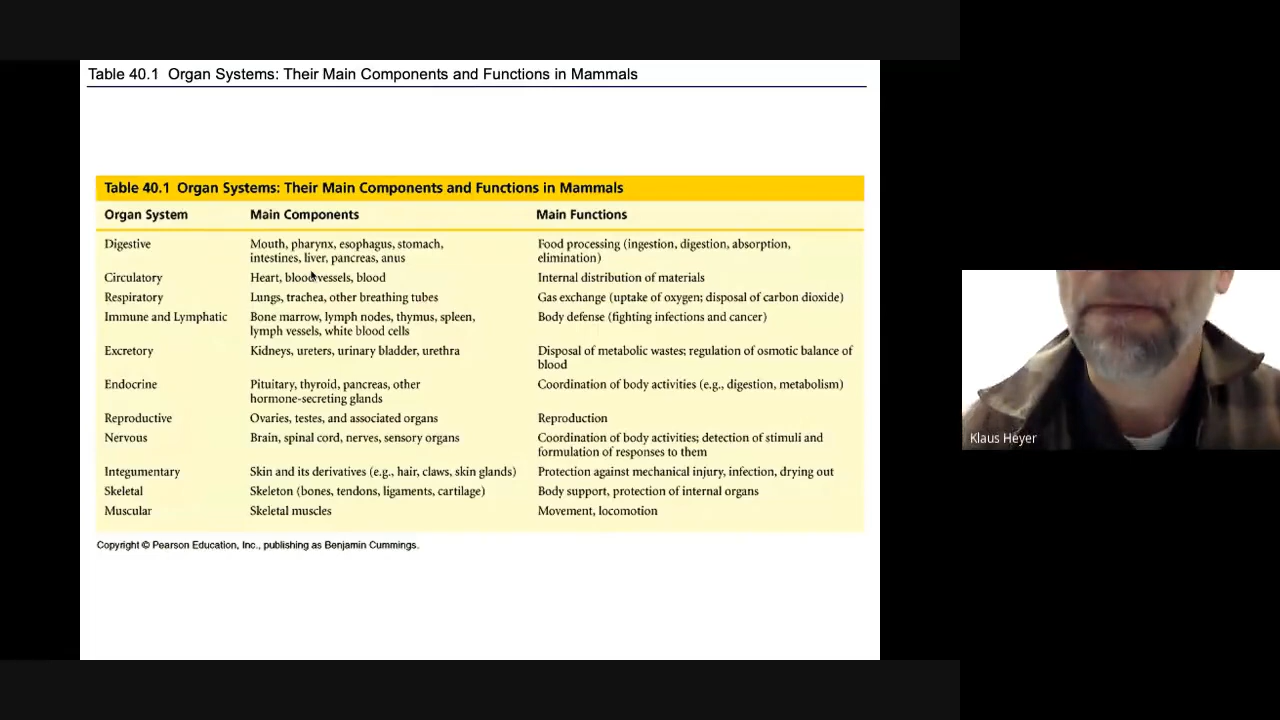 Table 40.1 Organ Systems: Their Main Components and Functions in Mammals
Table 40.1 Organ Systems: Their Main Components and Functions in Mammals
Organ System Main Components Main Functions
Digestive Mouth, pharynx, esophagus, stomach, Food processing (ingestion, digestion, absorption,
intestines, liver, pancreas, anus elimination)
Circulatory Heart, blood vessels, blood Internal distribution of materials
Respiratory Lungs, trachea, other breathing tubes Gas exchange (uptake of oxygen; disposal of carbon dioxide)
Immune and Lymphatic Bone marrow, lymph nodes, thymus, spleen, Body defense (fighting infections and cancer)
lymph vessels, white blood cells
Excretory Kidneys, ureters, urinary bladder, urethra Disposal of metabolic wastes; regulation of osmotic balance of
blood
Endocrine Pituitary, thyroid, pancreas, other Coordination of body activities (e.g., digestion, metabolism)
hormone-secreting glands
Reproductive Ovaries, testes, and associated organs Reproduction
Nervous Brain, spinal cord, nerves, sensory organs Coordination of body activities; detection of stimuli and
formulation of responses to them
Integumentary Skin and its derivatives (e.g., hair, claws, skin glands) Protection against mechanical injury, infection, drying out
Skeletal Skeleton (bones, tendons, ligaments, cartilage) Body support, protection of internal organs
Muscular Skeletal muscles Movement, locomotion
Copyright © Pearson Education, Inc., publishing as Benjamin Cummings.
Klaus Heyer